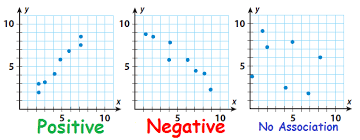 y y y
10 10 10
5 5 5
5 10 x 5 10 x 5 10 x
Positive Negative No Association